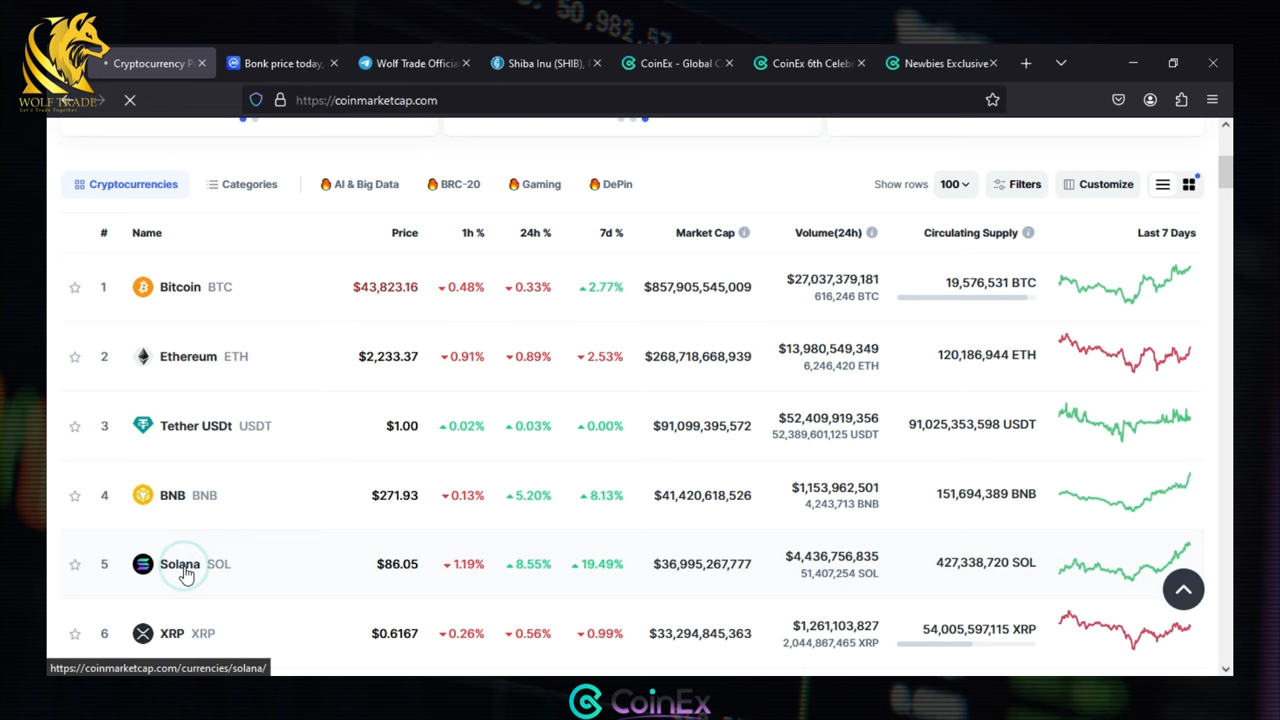 50,982.57
WOLF TRADE
Let's Trade Together
Cryptocurrency P
Bonk price today,
Wolf Trade Officia
Shiba Inu (SHIB),
CoinEx - Global C
CoinEx 6th Celeb
Newbies Exclusive
https://coinmarketcap.com
Cryptocurrencies
Categories
AI & Big Data
BRC-20
Gaming
DePin
Show rows 100
Filters
Customize
# Name Price 1h % 24h % 7d % Market Cap Volume(24h) Circulating Supply Last 7 Days
1 Bitcoin BTC $43,823.16 0.48% 0.33% 2.77% $857,905,545,009 $27,037,379,181 19,576,531 BTC
616,246 BTC
2 Ethereum ETH $2,233.37 0.91% 0.89% 2.53% $268,718,668,939 $13,980,549,349 120,186,944 ETH
6,246,420 ETH
3 Tether USDt USDT $1.00 0.02% 0.03% 0.00% $91,099,395,572 $52,409,919,356 91,025,353,598 USDT
52,389,601,125 USDT
4 BNB BNB $271.93 0.13% 5.20% 8.13% $41,420,618,526 $1,153,962,501 151,694,389 BNB
4,243,713 BNB
5 Solana SOL $86.05 1.19% 8.55% 19.49% $36,995,267,777 $4,436,756,835 427,338,720 SOL
51,407,254 SOL
6 XRP XRP $0.6167 0.26% 0.56% 0.99% $33,294,845,363 $1,261,103,827 54,005,597,115 XRP
2,044,867,465 XRP
https://coinmarketcap.com/currencies/solana/
CoinEx